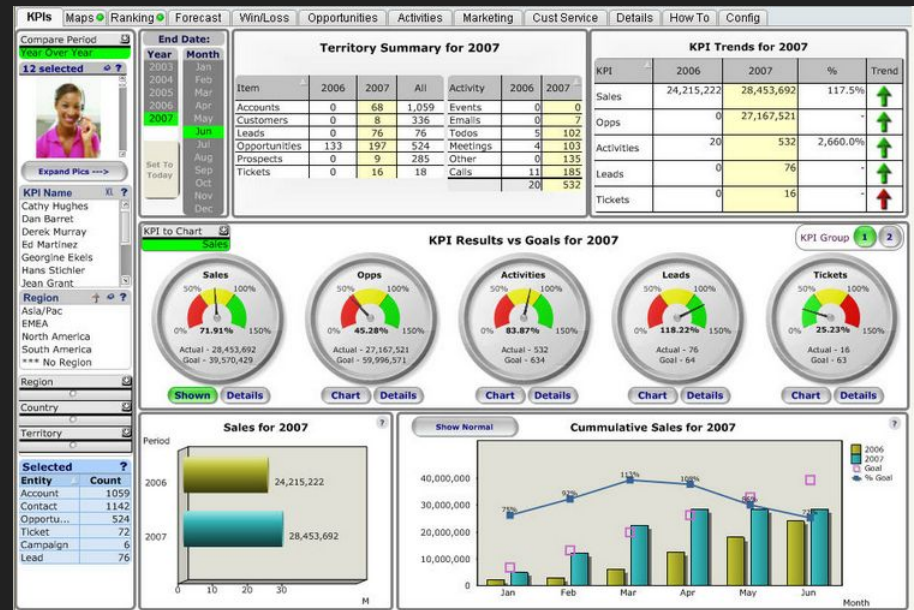 KPIs Maps Ranking Forecast Win/Loss Opportunities Activities Marketing Cust Service Details How To Config
Compare Period
Year Over Year
12 selected ?
Expand Pics --->
KPI Name ?
Cathy Hughes
Dan Barret
Derek Murray
Ed Martinez
Georgine Ekels
Hans Stichler
Jean Grant
Region ?
Asia/Pac
EMEA
North America
South America
*** No Region
Region
Country
Territory
Selected ?
Entity Count
Account 1059
Contact 1142
Opportu... 524
Ticket 72
Campaign 6
Lead 76
End Date:
Year Month
2003 Jan
2004 Feb
2005 Mar
2006 Apr
2007 May
Jun
Jul
Aug
Sep
Oct
Nov
Dec
Set To
Today
Territory Summary for 2007
Item 2006 2007 All
Accounts 0 68 1,059
Customers 0 8 336
Leads 0 76 76
Opportunities 133 197 524
Prospects 0 9 285
Tickets 0 16 18
Activity 2006 2007
Events 0 0
Emails 0 7
Todos 5 102
Meetings 4 103
Other 0 135
Calls 11 185
20 532
KPI Trends for 2007
KPI 2006 2007 % Trend
Sales 24,215,222 28,453,692 117.5%
Opps 0 27,167,521 -
Activities 20 532 2,660.0%
Leads 0 76 -
Tickets 0 16 -
KPI to Chart
Sales
KPI Results vs Goals for 2007
KPI Group 1 2
Sales
50% 100%
0% 150%
71.91%
Actual - 28,453,692
Goal - 39,570,429
Shown Details
Opps
50% 100%
0% 150%
45.28%
Actual - 27,167,521
Goal - 59,996,571
Chart Details
Activities
50% 100%
0% 150%
83.87%
Actual - 532
Goal - 634
Chart Details
Leads
50% 100%
0% 150%
118.22%
Actual - 76
Goal - 64
Chart Details
Tickets
50% 100%
0% 150%
25.23%
Actual - 16
Goal - 63
Chart Details
Sales for 2007 ?
Period
2006 24,215,222
2007 28,453,692
0 10 20 30
M
Show Normal
Cummulative Sales for 2007 ?
2006
2007
Goal
% Goal
40,000,000
30,000,000
20,000,000
10,000,000
0
75% 92% 113% 108%
Jan Feb Mar Apr May Jun
Month